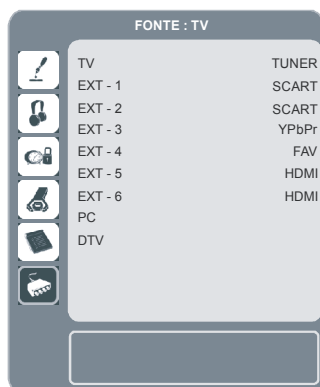 FONTE : TV
TV TUNER
EXT - 1 SCART
EXT - 2 SCART
EXT - 3 YPbPr
EXT - 4 FAV
EXT - 5 HDMI
EXT - 6 HDMI
PC
DTV